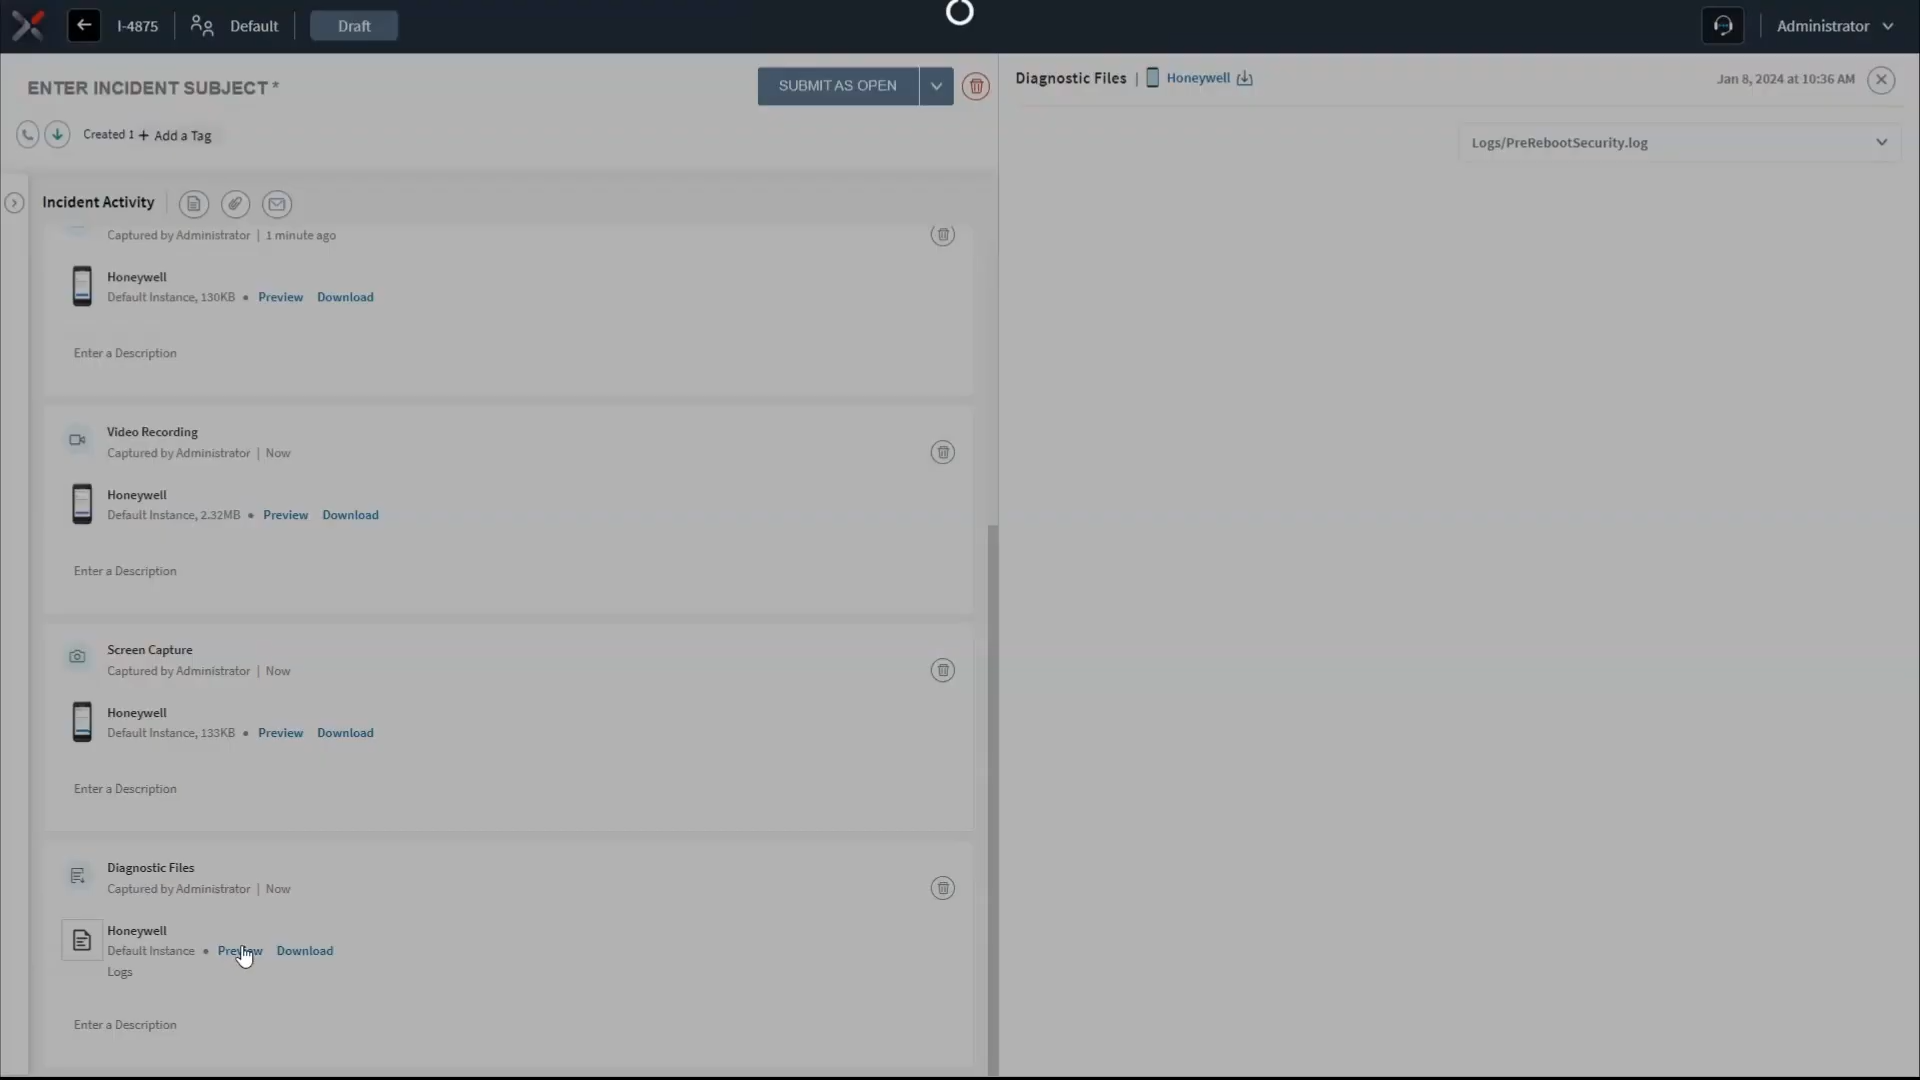 I-4875 Default Draft Administrator
ENTER INCIDENT SUBJECT *
SUBMIT AS OPEN
Created 1 + Add a Tag
Diagnostic Files | Honeywell
Jan 8, 2024 at 10:36 AM
Logs/PreRebootSecurity.log
Incident Activity
Captured by Administrator | 1 minute ago
Honeywell
Default Instance, 130KB • Preview Download
Enter a Description
Video Recording
Captured by Administrator | Now
Honeywell
Default Instance, 2.32MB • Preview Download
Enter a Description
Screen Capture
Captured by Administrator | Now
Honeywell
Default Instance, 133KB • Preview Download
Enter a Description
Diagnostic Files
Captured by Administrator | Now
Honeywell
Default Instance • Preview Download
Logs
Enter a Description